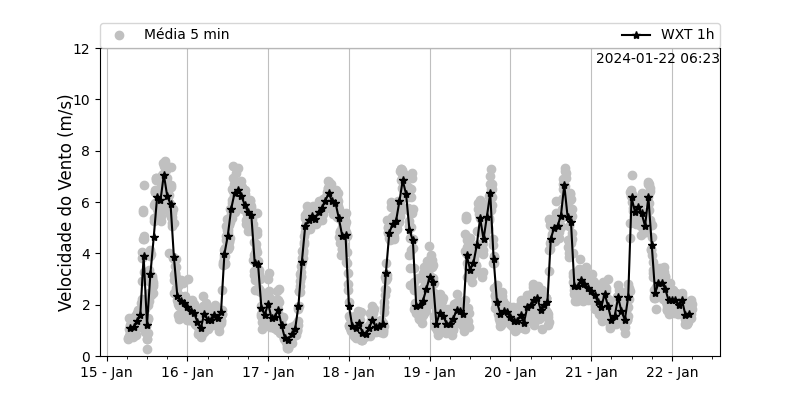 Média 5 min
WXT 1h
2024-01-22 06:23
Velocidade do Vento (m/s)
12
10
8
6
4
2
0
15 - Jan
16 - Jan
17 - Jan
18 - Jan
19 - Jan
20 - Jan
21 - Jan
22 - Jan